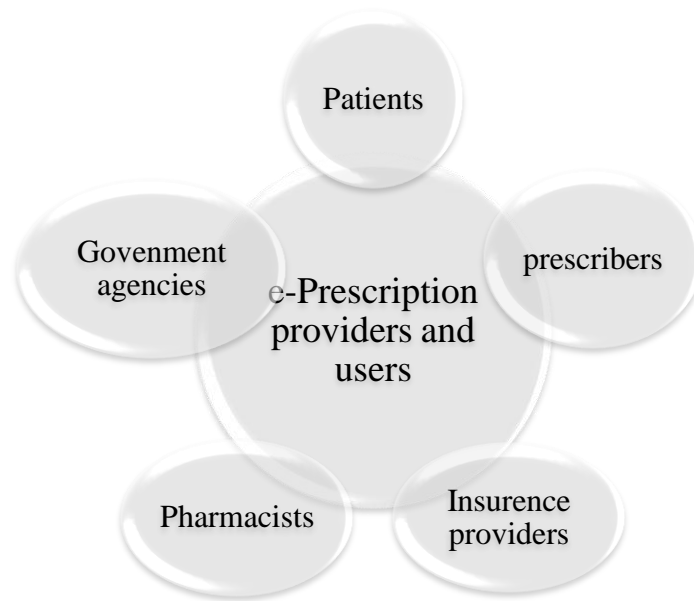 Patients
Govenment
agencies
prescribers
e-Prescription
providers and
users
Pharmacists
Insurence
providers